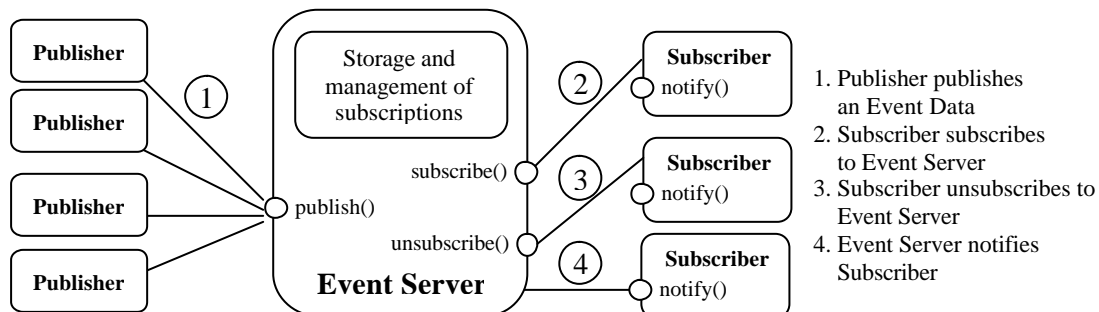 Publisher
Publisher
Publisher
Publisher
1
Storage and
management of
subscriptions
subscribe()
publish()
unsubscribe()
Event Server
2
3
4
Subscriber
notify()
Subscriber
notify()
Subscriber
notify()
1. Publisher publishes
an Event Data
2. Subscriber subscribes
to Event Server
3. Subscriber unsubscribes to
Event Server
4. Event Server notifies
Subscriber